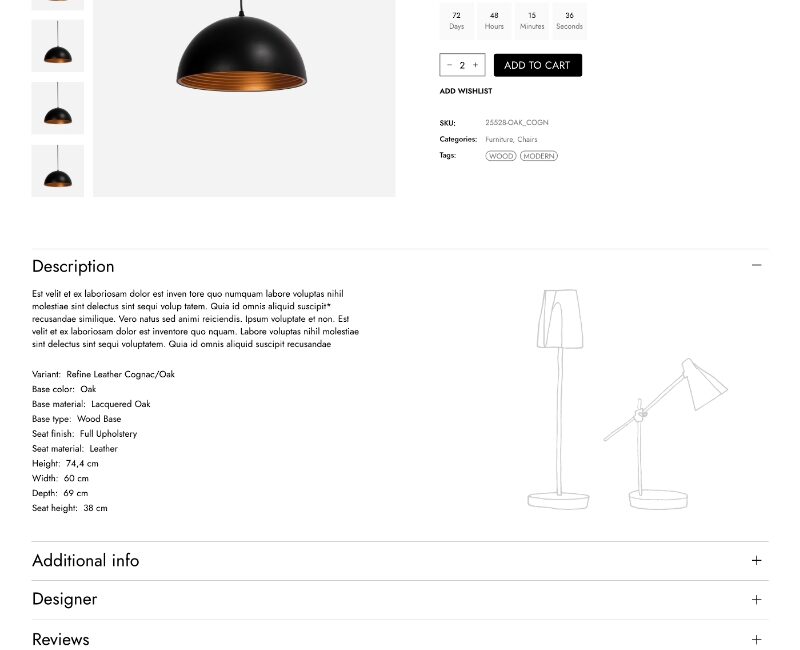 72 48 15 36
Days Hours Minutes Seconds
− 2 + ADD TO CART
ADD WISHLIST
SKU: 25528-OAK_COGN
Categories: Furniture, Chairs
Tags: WOOD MODERN
Description −
Est velit et ex laboriosam dolor est inven tore quo numquam labore voluptas nihil
molestiae sint delectus sint sequi volup tatem. Quia id omnis aliquid suscipit*
recusandae similique. Vero natus sed animi reiciendis. Ipsum voluptate et non. Est
velit et ex laboriosam dolor est inventore quo nquam. Labore voluptas nihil molestiae
sint delectus sint sequi voluptatem. Quia id omnis aliquid suscipit recusandae
Variant: Refine Leather Cognac/Oak
Base color: Oak
Base material: Lacquered Oak
Base type: Wood Base
Seat finish: Full Upholstery
Seat material: Leather
Height: 74,4 cm
Width: 60 cm
Depth: 69 cm
Seat height: 38 cm
Additional info +
Designer +
Reviews +